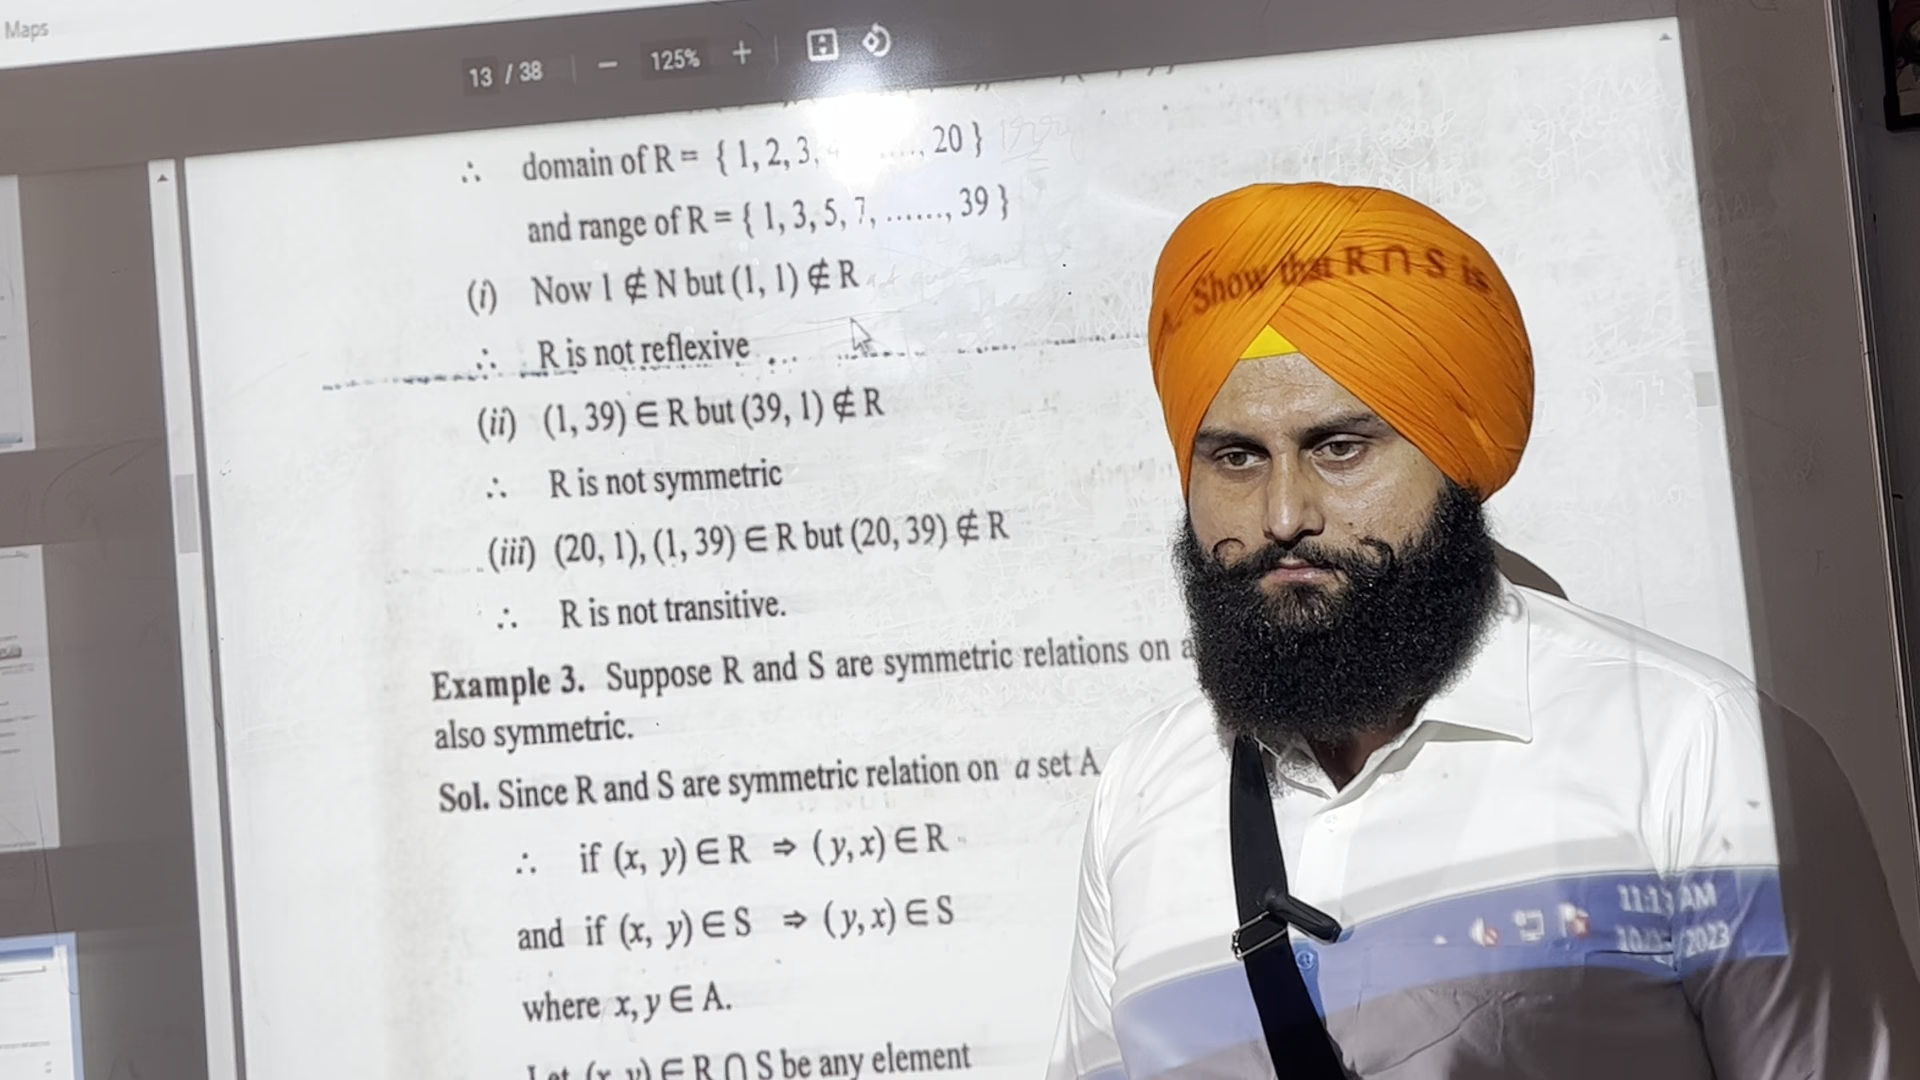 Maps
13 / 38 − 125% +
∴ domain of R = { 1, 2, 3, ....., 20 }
and range of R = { 1, 3, 5, 7, ......, 39 }
(i) Now 1 ∉ N but (1, 1) ∉ R
∴ R is not reflexive
(ii) (1, 39) ∈ R but (39, 1) ∉ R
∴ R is not symmetric
(iii) (20, 1), (1, 39) ∈ R but (20, 39) ∉ R
∴ R is not transitive.
Example 3. Suppose R and S are symmetric relations on a
A. Show that R ∩ S is
also symmetric.
Sol. Since R and S are symmetric relation on a set A
∴ if (x, y) ∈ R ⇒ (y, x) ∈ R
and if (x, y) ∈ S ⇒ (y, x) ∈ S
where x, y ∈ A.
Let (x, y) ∈ R ∩ S be any element
AM
2023